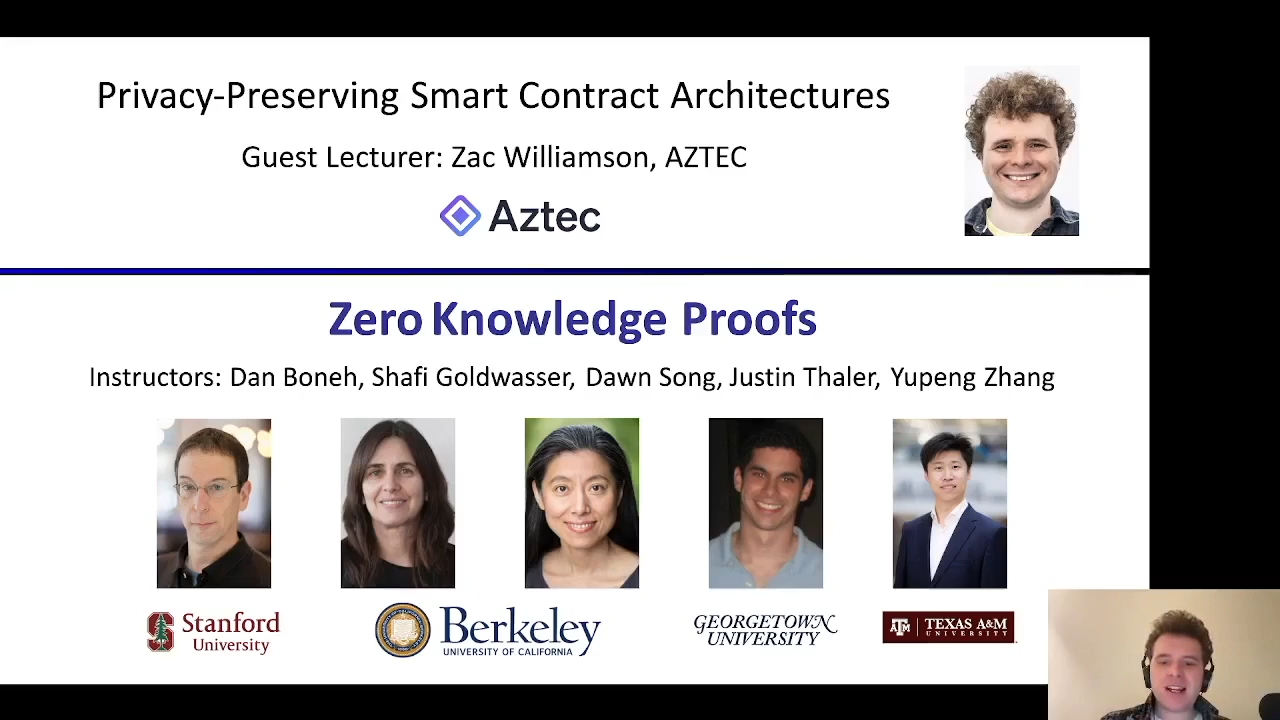 Privacy-Preserving Smart Contract Architectures
Guest Lecturer: Zac Williamson, AZTEC
Aztec
Zero Knowledge Proofs
Instructors: Dan Boneh, Shafi Goldwasser, Dawn Song, Justin Thaler, Yupeng Zhang
Stanford
University
Berkeley
UNIVERSITY OF CALIFORNIA
GEORGETOWN
UNIVERSITY
ATM
TEXAS A&M
UNIVERSITY